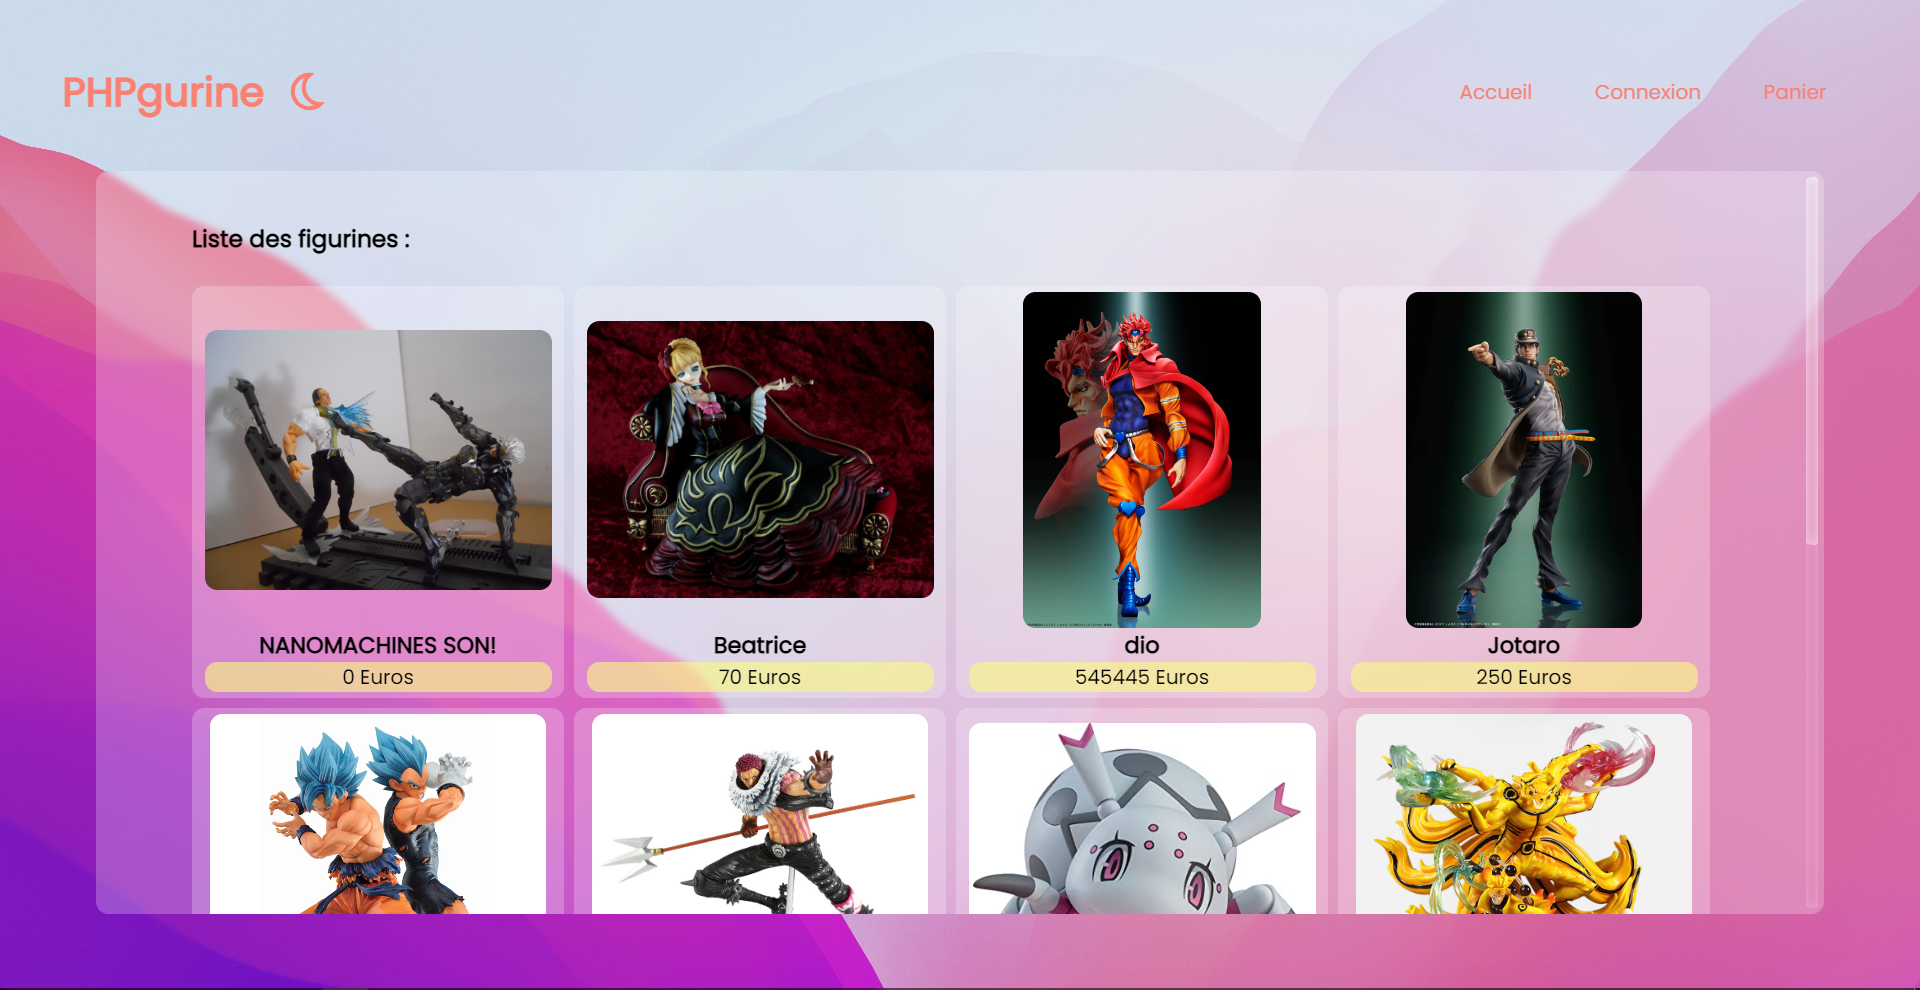 PHPgurine
Accueil
Connexion
Panier
Liste des figurines :
NANOMACHINES SON!
0 Euros
Beatrice
70 Euros
dio
545445 Euros
Jotaro
250 Euros